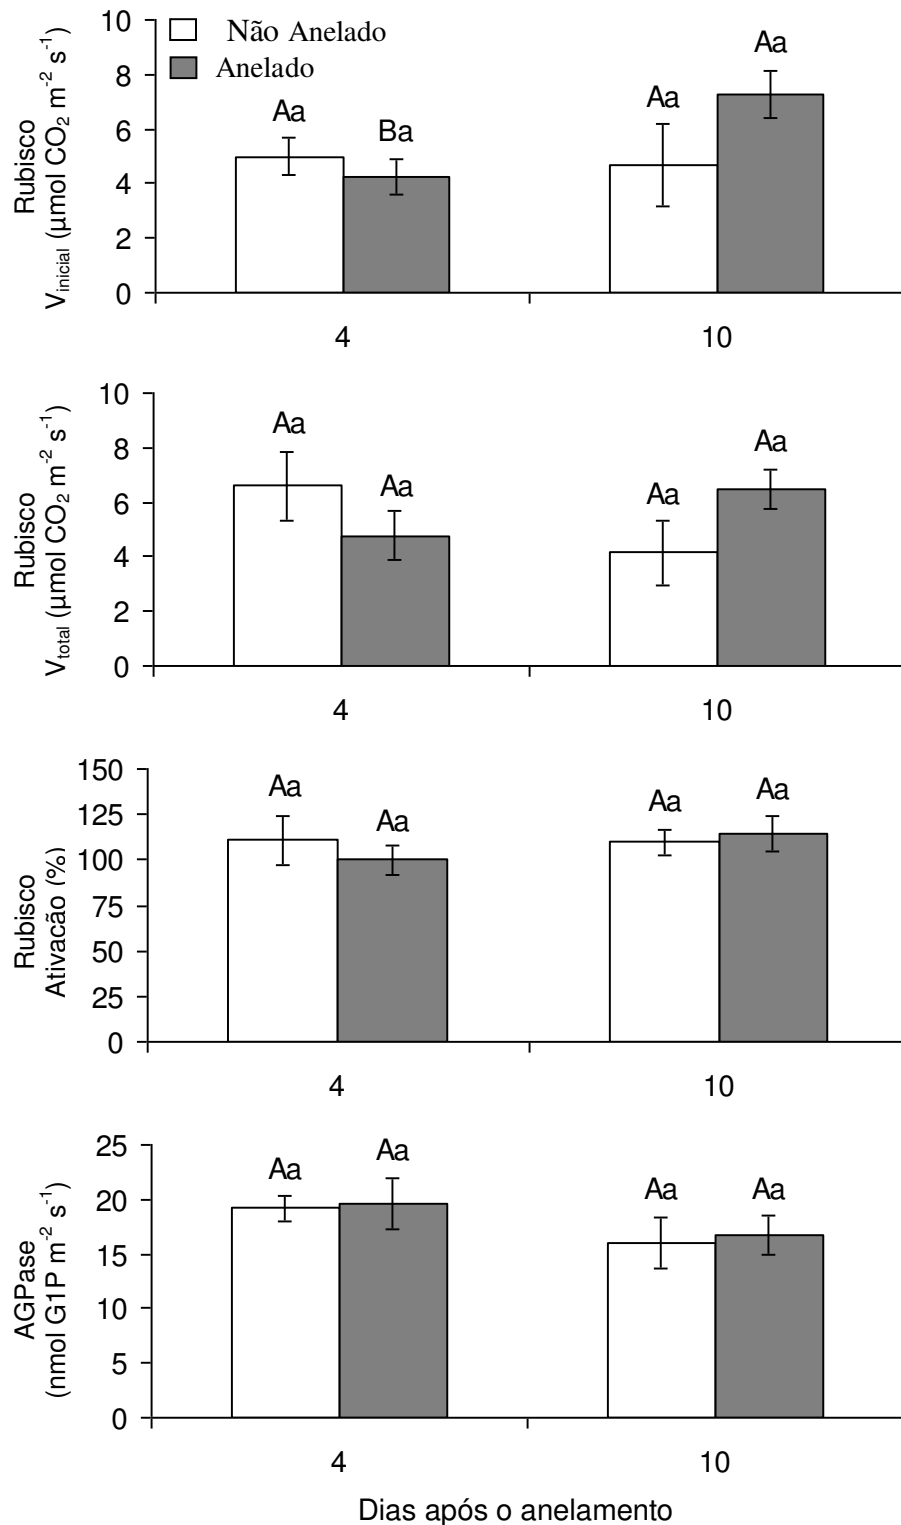 Não Anelado
Anelado
Rubisco
V inicial (µmol CO2 m-2 s-1)
10
8
6
4
2
0
Aa
Ba
Aa
Aa
4
10
Rubisco
V total (µmol CO2 m-2 s-1)
10
8
6
4
2
0
Aa
Aa
Aa
Aa
4
10
Rubisco
Ativacão (%)
150
125
100
75
50
25
0
Aa
Aa
Aa
Aa
4
10
AGPase
(nmol G1P m-2 s-1)
25
20
15
10
5
0
Aa
Aa
Aa
Aa
4
10
Dias após o anelamento